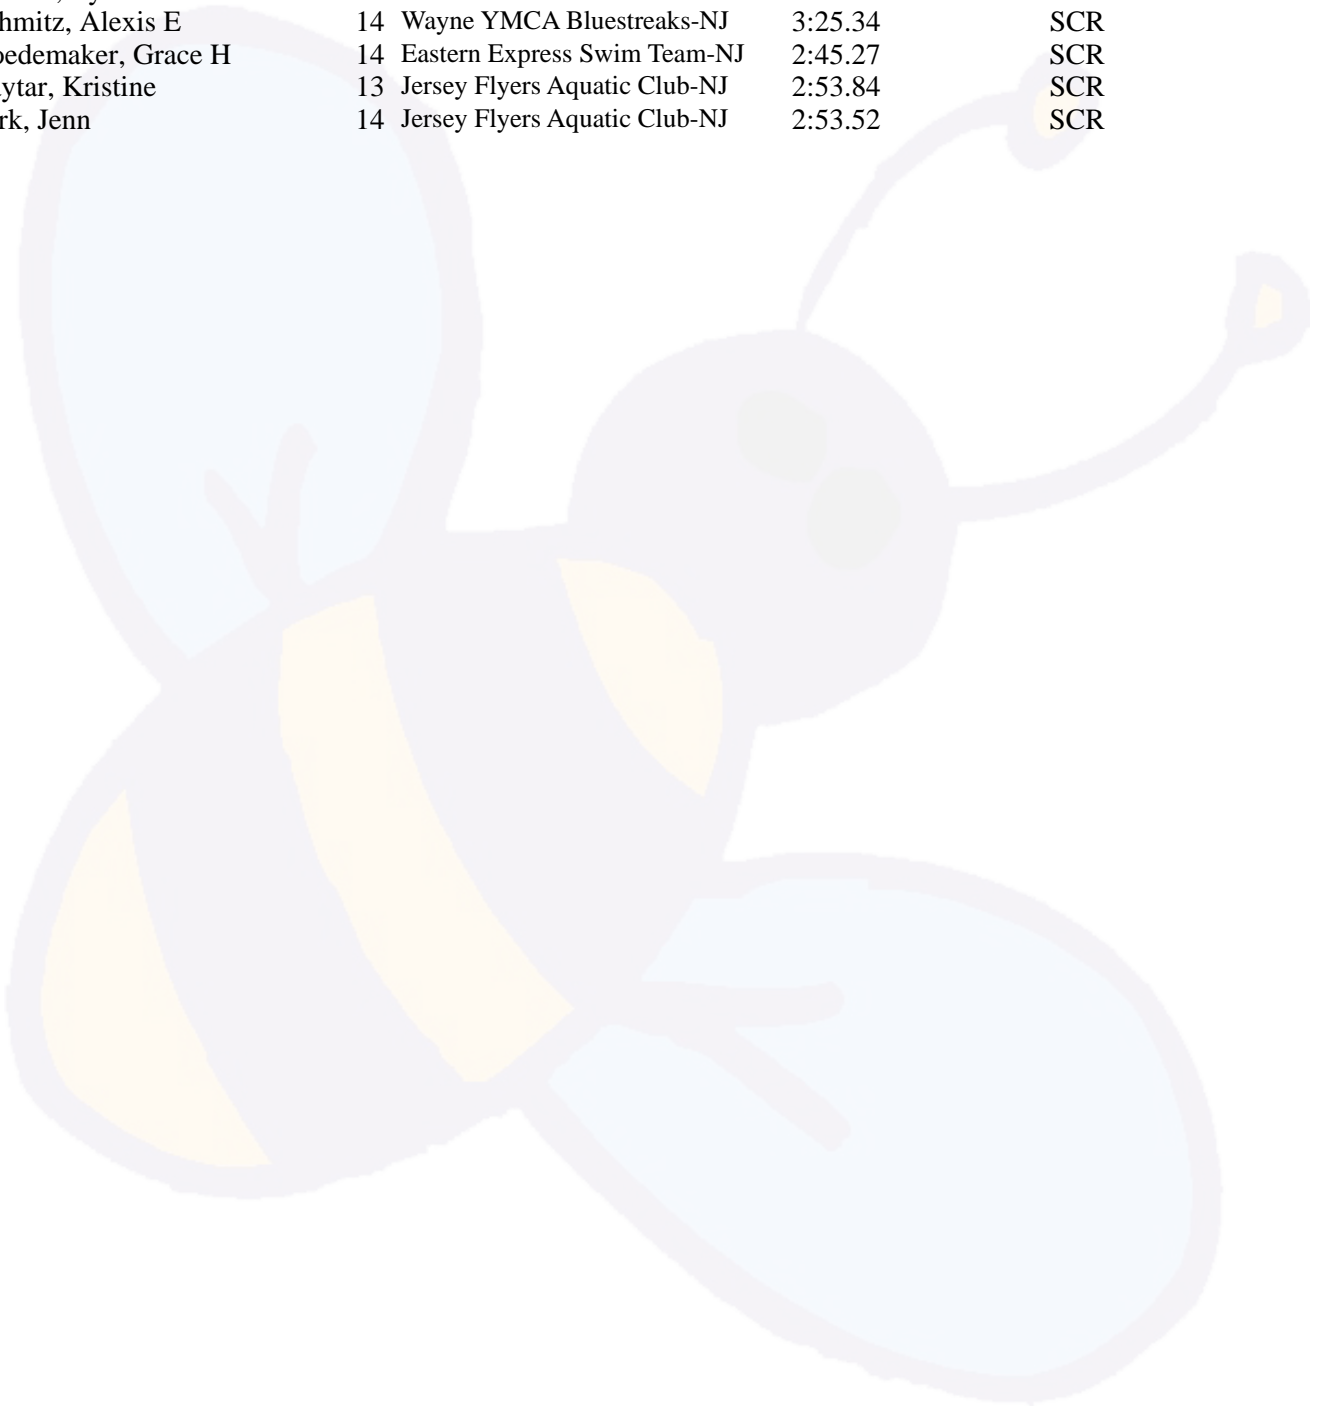 hmitz, Alexis E 14 Wayne YMCA Bluestreaks-NJ 3:25.34 SCR
oedemaker, Grace H 14 Eastern Express Swim Team-NJ 2:45.27 SCR
ytar, Kristine 13 Jersey Flyers Aquatic Club-NJ 2:53.84 SCR
rk, Jenn 14 Jersey Flyers Aquatic Club-NJ 2:53.52 SCR